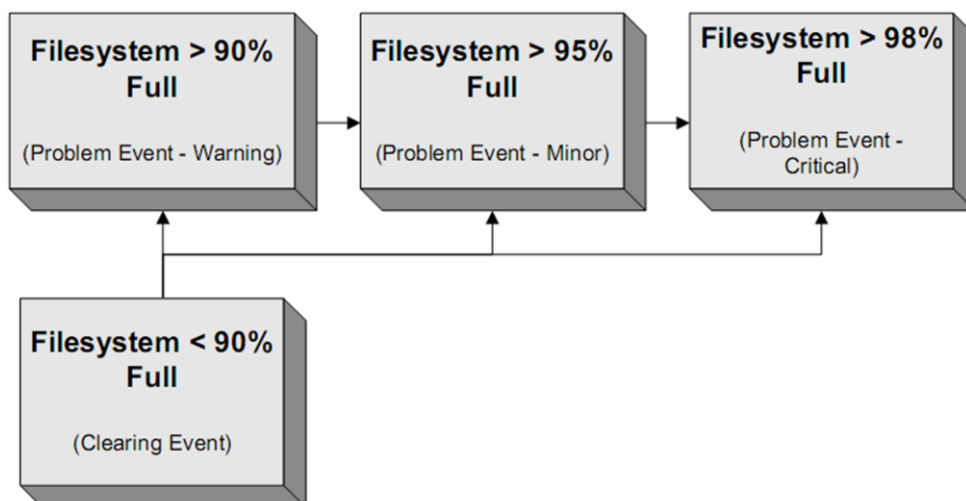 Filesystem > 90%
Full
(Problem Event - Warning)
Filesystem > 95%
Full
(Problem Event - Minor)
Filesystem > 98%
Full
(Problem Event -
Critical)
Filesystem < 90%
Full
(Clearing Event)